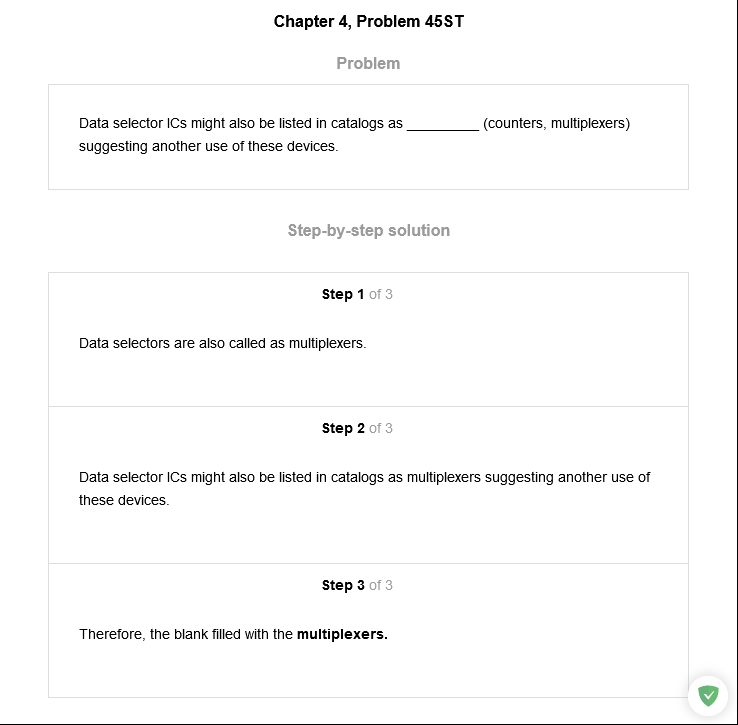 Chapter 4, Problem 45ST
Problem
Data selector ICs might also be listed in catalogs as __________ (counters, multiplexers)
suggesting another use of these devices.
Step-by-step solution
Step 1 of 3
Data selectors are also called as multiplexers.
Step 2 of 3
Data selector ICs might also be listed in catalogs as multiplexers suggesting another use of
these devices.
Step 3 of 3
Therefore, the blank filled with the multiplexers.